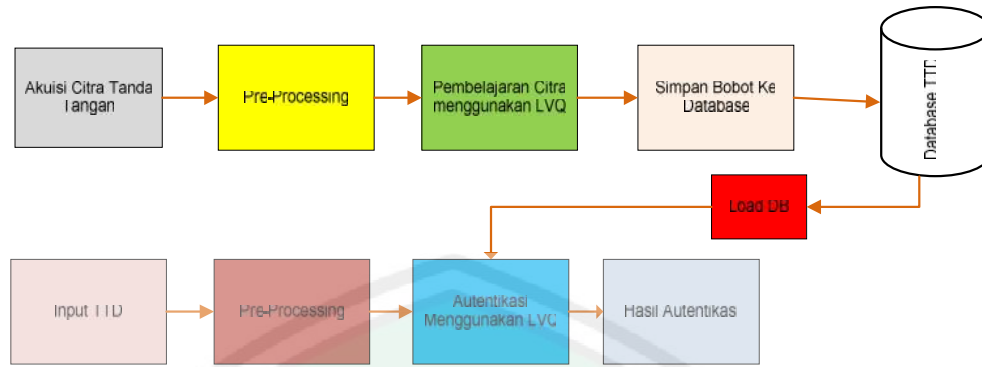 Akuisi Citra Tanda
Tangan
Pre-Processing
Pembelajaran Citra
menggunakan LVQ
Simpan Bobot Ke
Database
Database TTD
Load DB
Input TTD
Pre-Processing
Autentikasi
Menggunakan LVQ
Hasil Autentikas